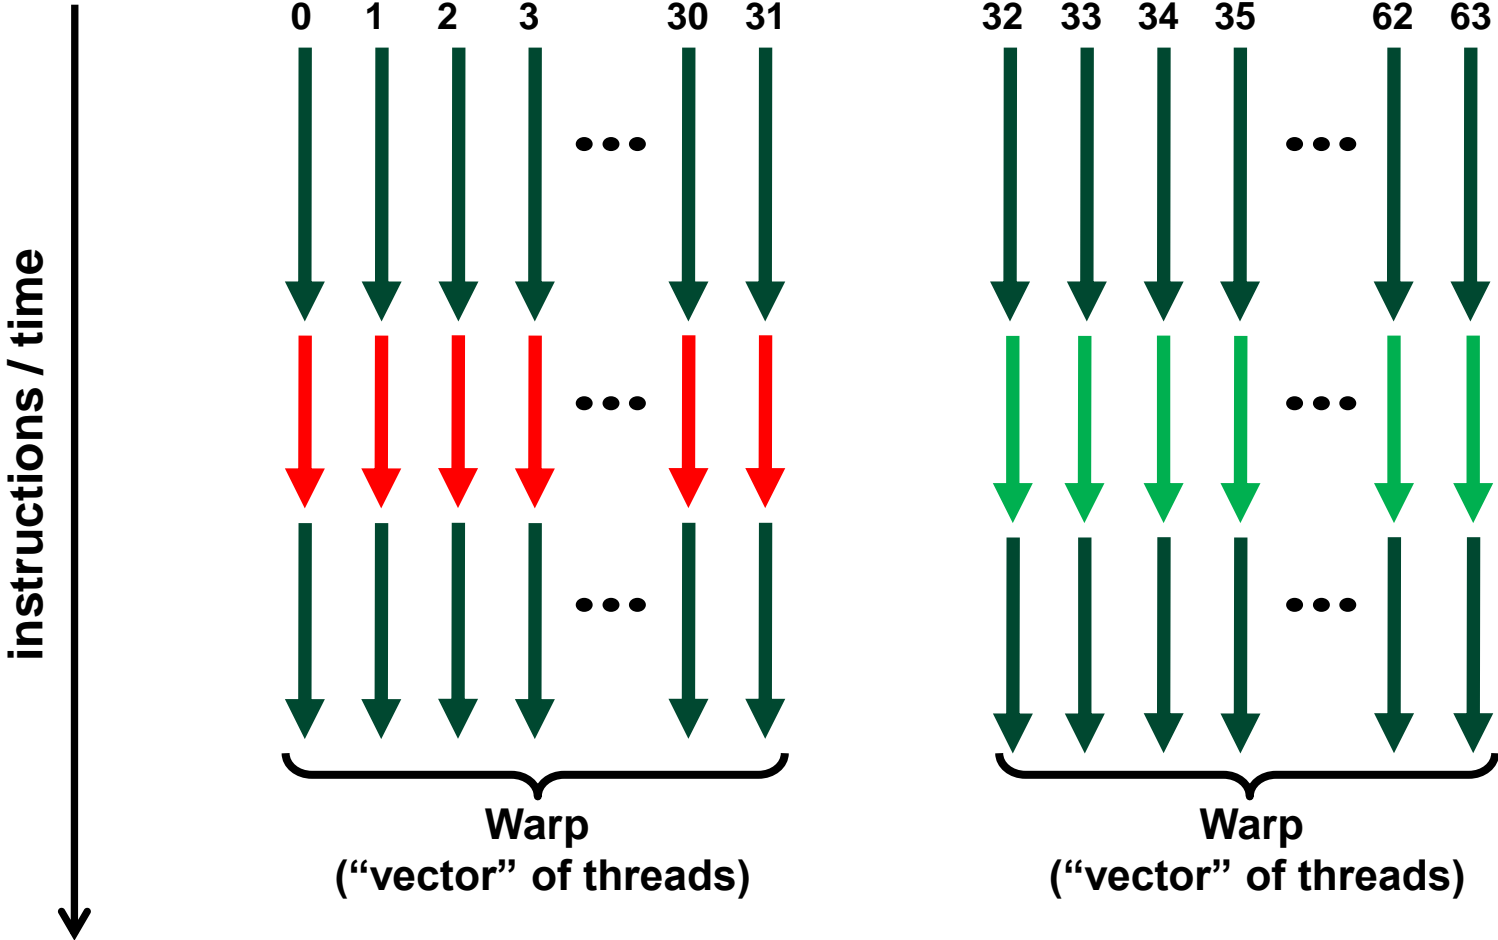 0 1 2 3 30 31 32 33 34 35 62 63
instructions / time
Warp
(“vector” of threads)
Warp
(“vector” of threads)